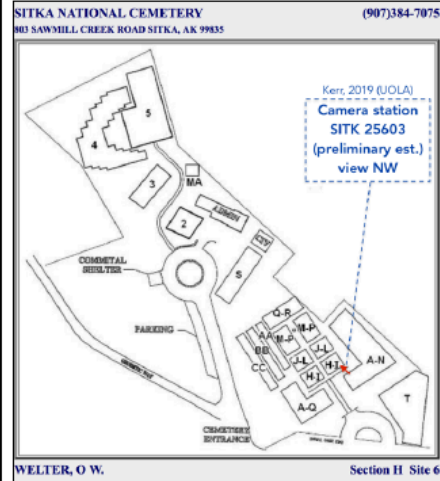 SITKA NATIONAL CEMETERY (907)384-7075
803 SAWMILL CREEK ROAD SITKA, AK 99835
Kerr, 2019 (UOLA)
Camera station
SITK 25603
(preliminary est.)
view NW
5
4
3
MA
2
ADMIN
COMMITAL
SHELTER
S
PARKING
Q-R
M-P
AA
M-P
BB
J-L
CC
J-L
H-I
H-I
A-N
A-Q
T
CEMETERY
ENTRANCE
WELTER, O W. Section H Site 6